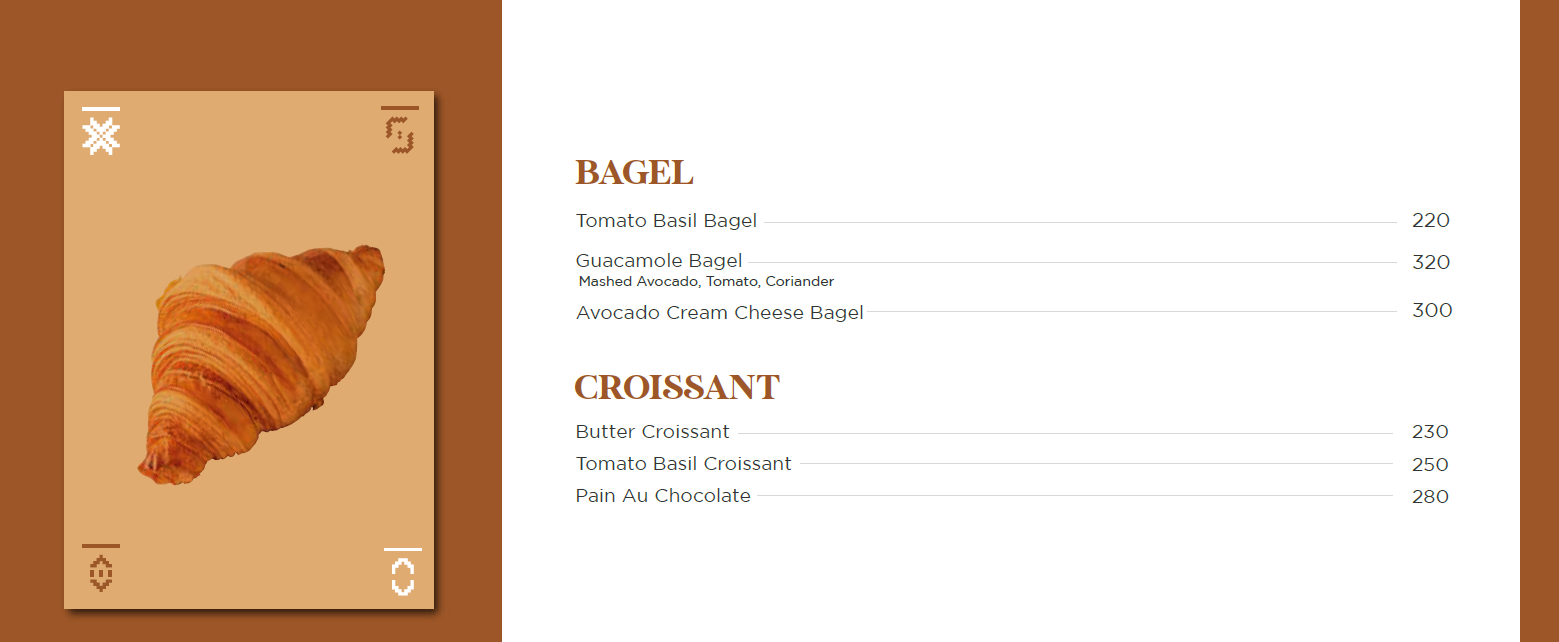 BAGEL
Tomato Basil Bagel 220
Guacamole Bagel 320
Mashed Avocado, Tomato, Coriander
Avocado Cream Cheese Bagel 300
CROISSANT
Butter Croissant 230
Tomato Basil Croissant 250
Pain Au Chocolate 280